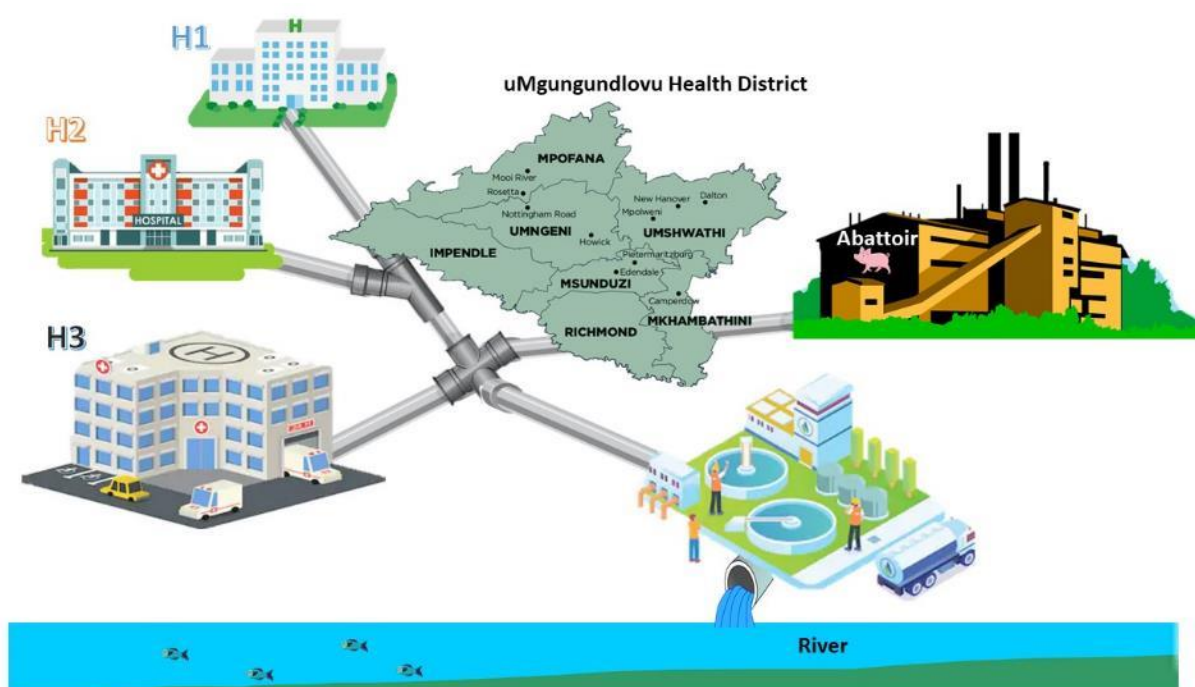 H1
H
uMgungundlovu Health District
H2
HOSPITAL
MPOFANA
Mooi River
Rosetta
New Hanover
Dalton
Nottingham Road
Mpolweni
UMNGENI
UMSHWATHI
Howick
IMPENDLE
Pietermaritzburg
Edendale
MSUNDUZI
Camperdow
RICHMOND
MKHAMBATHINI
Abattoir
H3
H
River